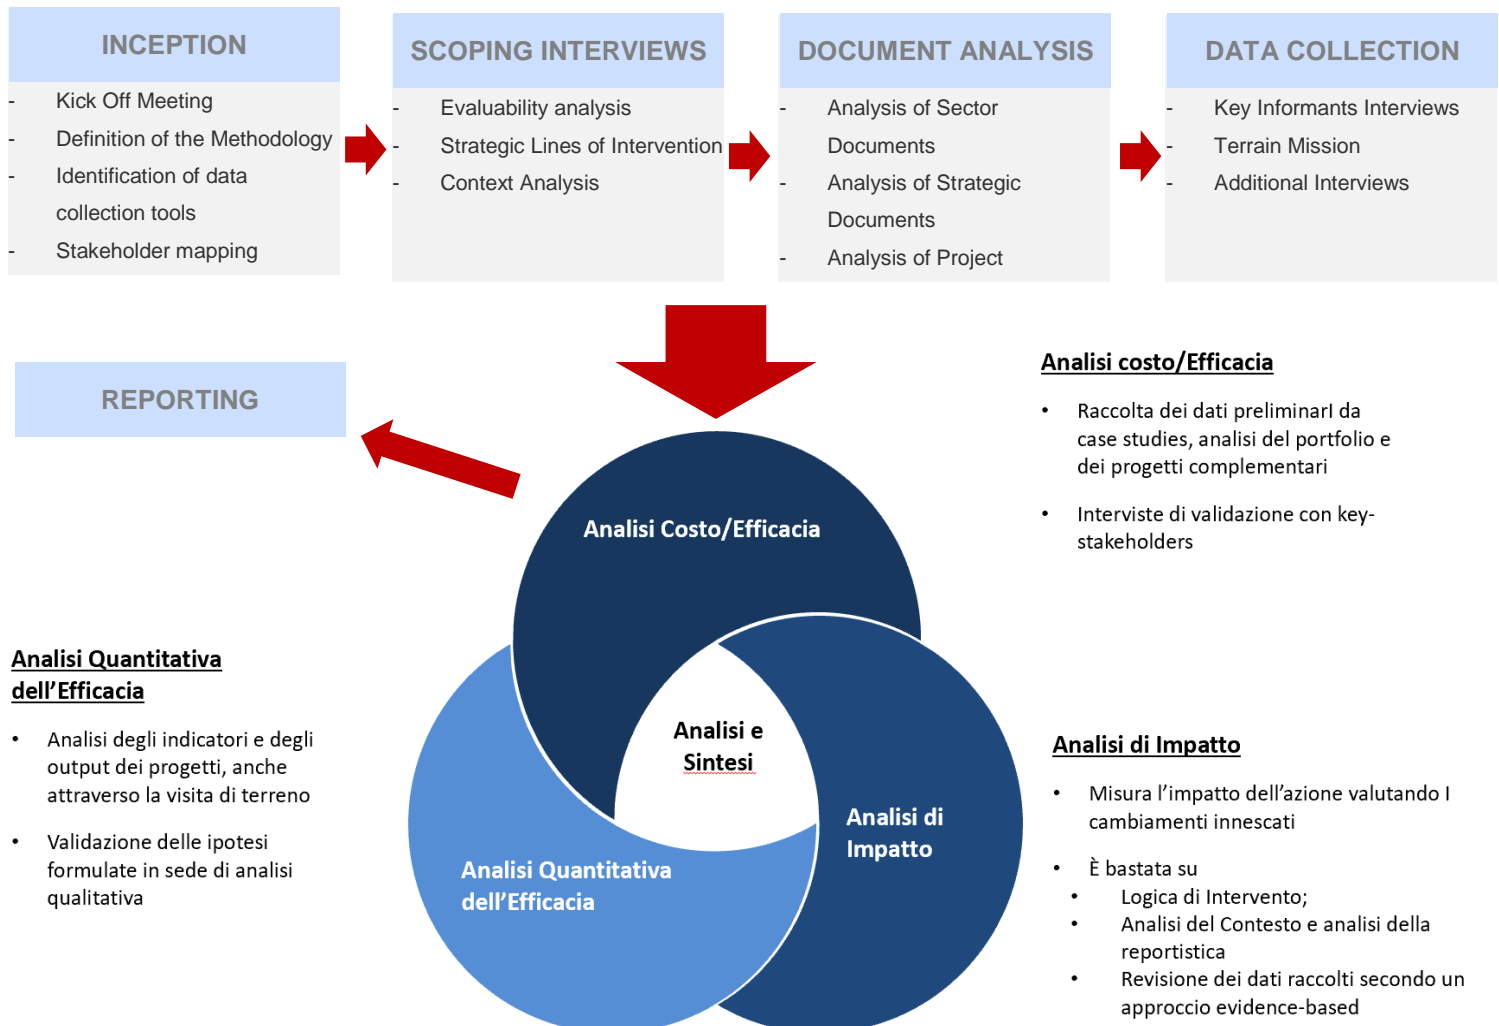 INCEPTION
- Kick Off Meeting
- Definition of the Methodology
- Identification of data
collection tools
- Stakeholder mapping
SCOPING INTERVIEWS
- Evaluability analysis
- Strategic Lines of Intervention
- Context Analysis
DOCUMENT ANALYSIS
- Analysis of Sector
Documents
- Analysis of Strategic
Documents
- Analysis of Project
DATA COLLECTION
- Key Informants Interviews
- Terrain Mission
- Additional Interviews
REPORTING
Analisi costo/Efficacia
• Raccolta dei dati preliminarI da
case studies, analisi del portfolio e
dei progetti complementari
• Interviste di validazione con key-
stakeholders
Analisi Costo/Efficacia
Analisi Quantitativa
dell'Efficacia
• Analisi degli indicatori e degli
output dei progetti, anche
attraverso la visita di terreno
• Validazione delle ipotesi
formulate in sede di analisi
qualitativa
Analisi e
Sintesi
Analisi Quantitativa
dell'Efficacia
Analisi di
Impatto
Analisi di Impatto
• Misura l'impatto dell'azione valutando I
cambiamenti innescati
• È bastata su
• Logica di Intervento;
• Analisi del Contesto e analisi della
reportistica
• Revisione dei dati raccolti secondo un
approccio evidence-based